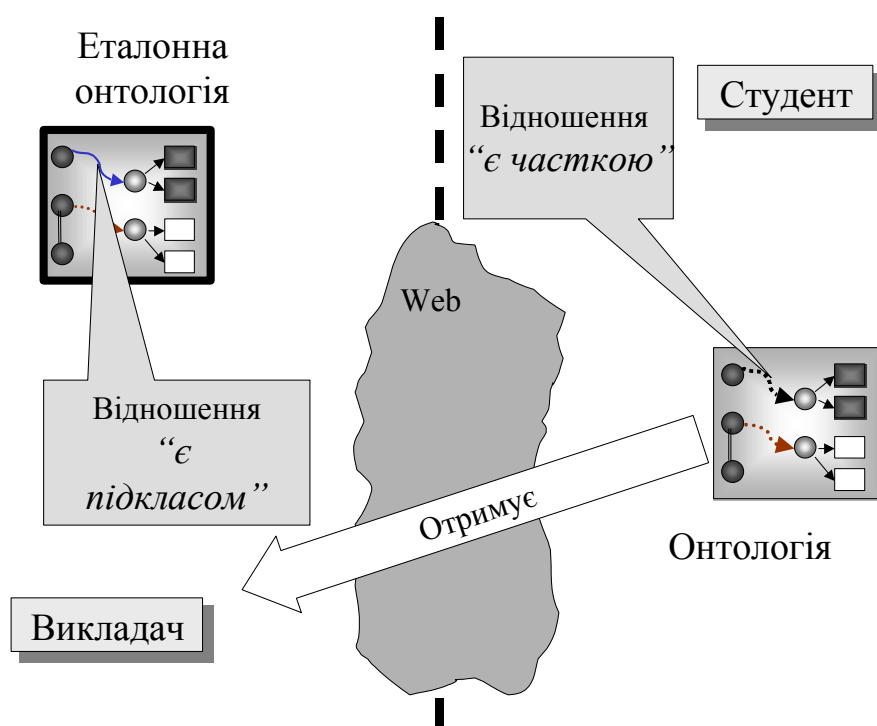 Еталонна
онтологія
Студент
Відношення
“є часткою”
Web
Відношення
“є
підкласом”
Отримує
Онтологія
Викладач